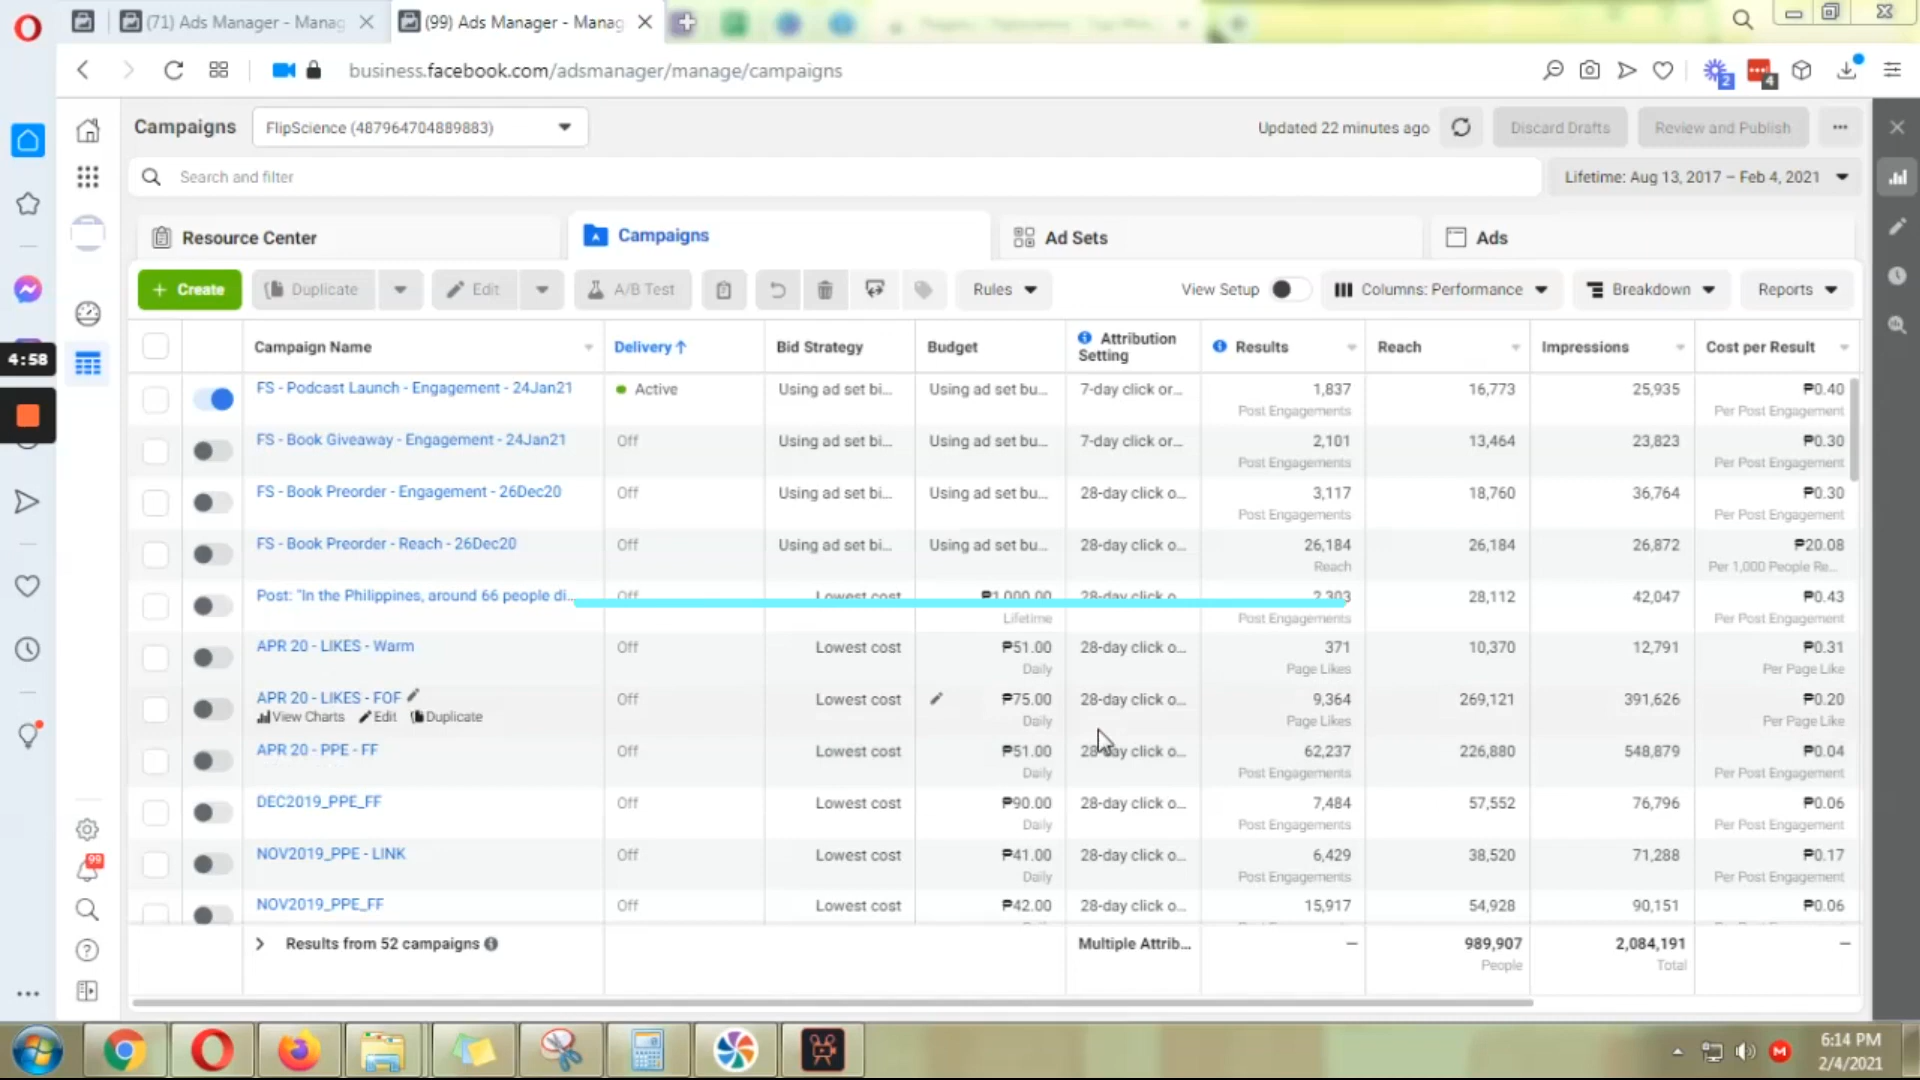 (71) Ads Manager - Manag
(99) Ads Manager - Manag
business.facebook.com/adsmanager/manage/campaigns
2
4
Campaigns
FlipScience (487964704889883)
Updated 22 minutes ago
Discard Drafts
Review and Publish
Search and filter
Lifetime: Aug 13, 2017 – Feb 4, 2021
Resource Center
Campaigns
Ad Sets
Ads
+ Create
Duplicate
Edit
A/B Test
Rules
View Setup
Columns: Performance
Breakdown
Reports
4:58
Campaign Name
Delivery ↑
Bid Strategy
Budget
Attribution
Setting
Results
Reach
Impressions
Cost per Result
FS - Podcast Launch - Engagement - 24Jan21
Active
Using ad set bi...
Using ad set bu...
7-day click or...
1,837
Post Engagements
16,773
25,935
₱0.40
Per Post Engagement
FS - Book Giveaway - Engagement - 24Jan21
Off
Using ad set bi...
Using ad set bu...
7-day click or...
2,101
Post Engagements
13,464
23,823
₱0.30
Per Post Engagement
FS - Book Preorder - Engagement - 26Dec20
Off
Using ad set bi...
Using ad set bu...
28-day click o...
3,117
Post Engagements
18,760
36,764
₱0.30
Per Post Engagement
FS - Book Preorder - Reach - 26Dec20
Off
Using ad set bi...
Using ad set bu...
28-day click o...
26,184
Reach
26,184
26,872
₱20.08
Per 1,000 People Re...
Post: "In the Philippines, around 66 people di...
Off
Lowest cost
₱1,000.00
Lifetime
28-day click o...
2,303
Post Engagements
28,112
42,047
₱0.43
Per Post Engagement
APR 20 - LIKES - Warm
Off
Lowest cost
₱51.00
Daily
28-day click o...
371
Page Likes
10,370
12,791
₱0.31
Per Page Like
APR 20 - LIKES - FOF
View Charts
Edit
Duplicate
Off
Lowest cost
₱75.00
Daily
28-day click o...
9,364
Page Likes
269,121
391,626
₱0.20
Per Page Like
APR 20 - PPE - FF
Off
Lowest cost
₱51.00
Daily
28-day click o...
62,237
Post Engagements
226,880
548,879
₱0.04
Per Post Engagement
DEC2019_PPE_FF
Off
Lowest cost
₱90.00
Daily
28-day click o...
7,484
Post Engagements
57,552
76,796
₱0.06
Per Post Engagement
NOV2019_PPE - LINK
Off
Lowest cost
₱41.00
Daily
28-day click o...
6,429
Post Engagements
38,520
71,288
₱0.17
Per Post Engagement
NOV2019_PPE_FF
Off
Lowest cost
₱42.00
28-day click o...
15,917
54,928
90,151
₱0.06
99
Results from 52 campaigns
Multiple Attrib...
—
989,907
People
2,084,191
Total
—
6:14 PM
2/4/2021